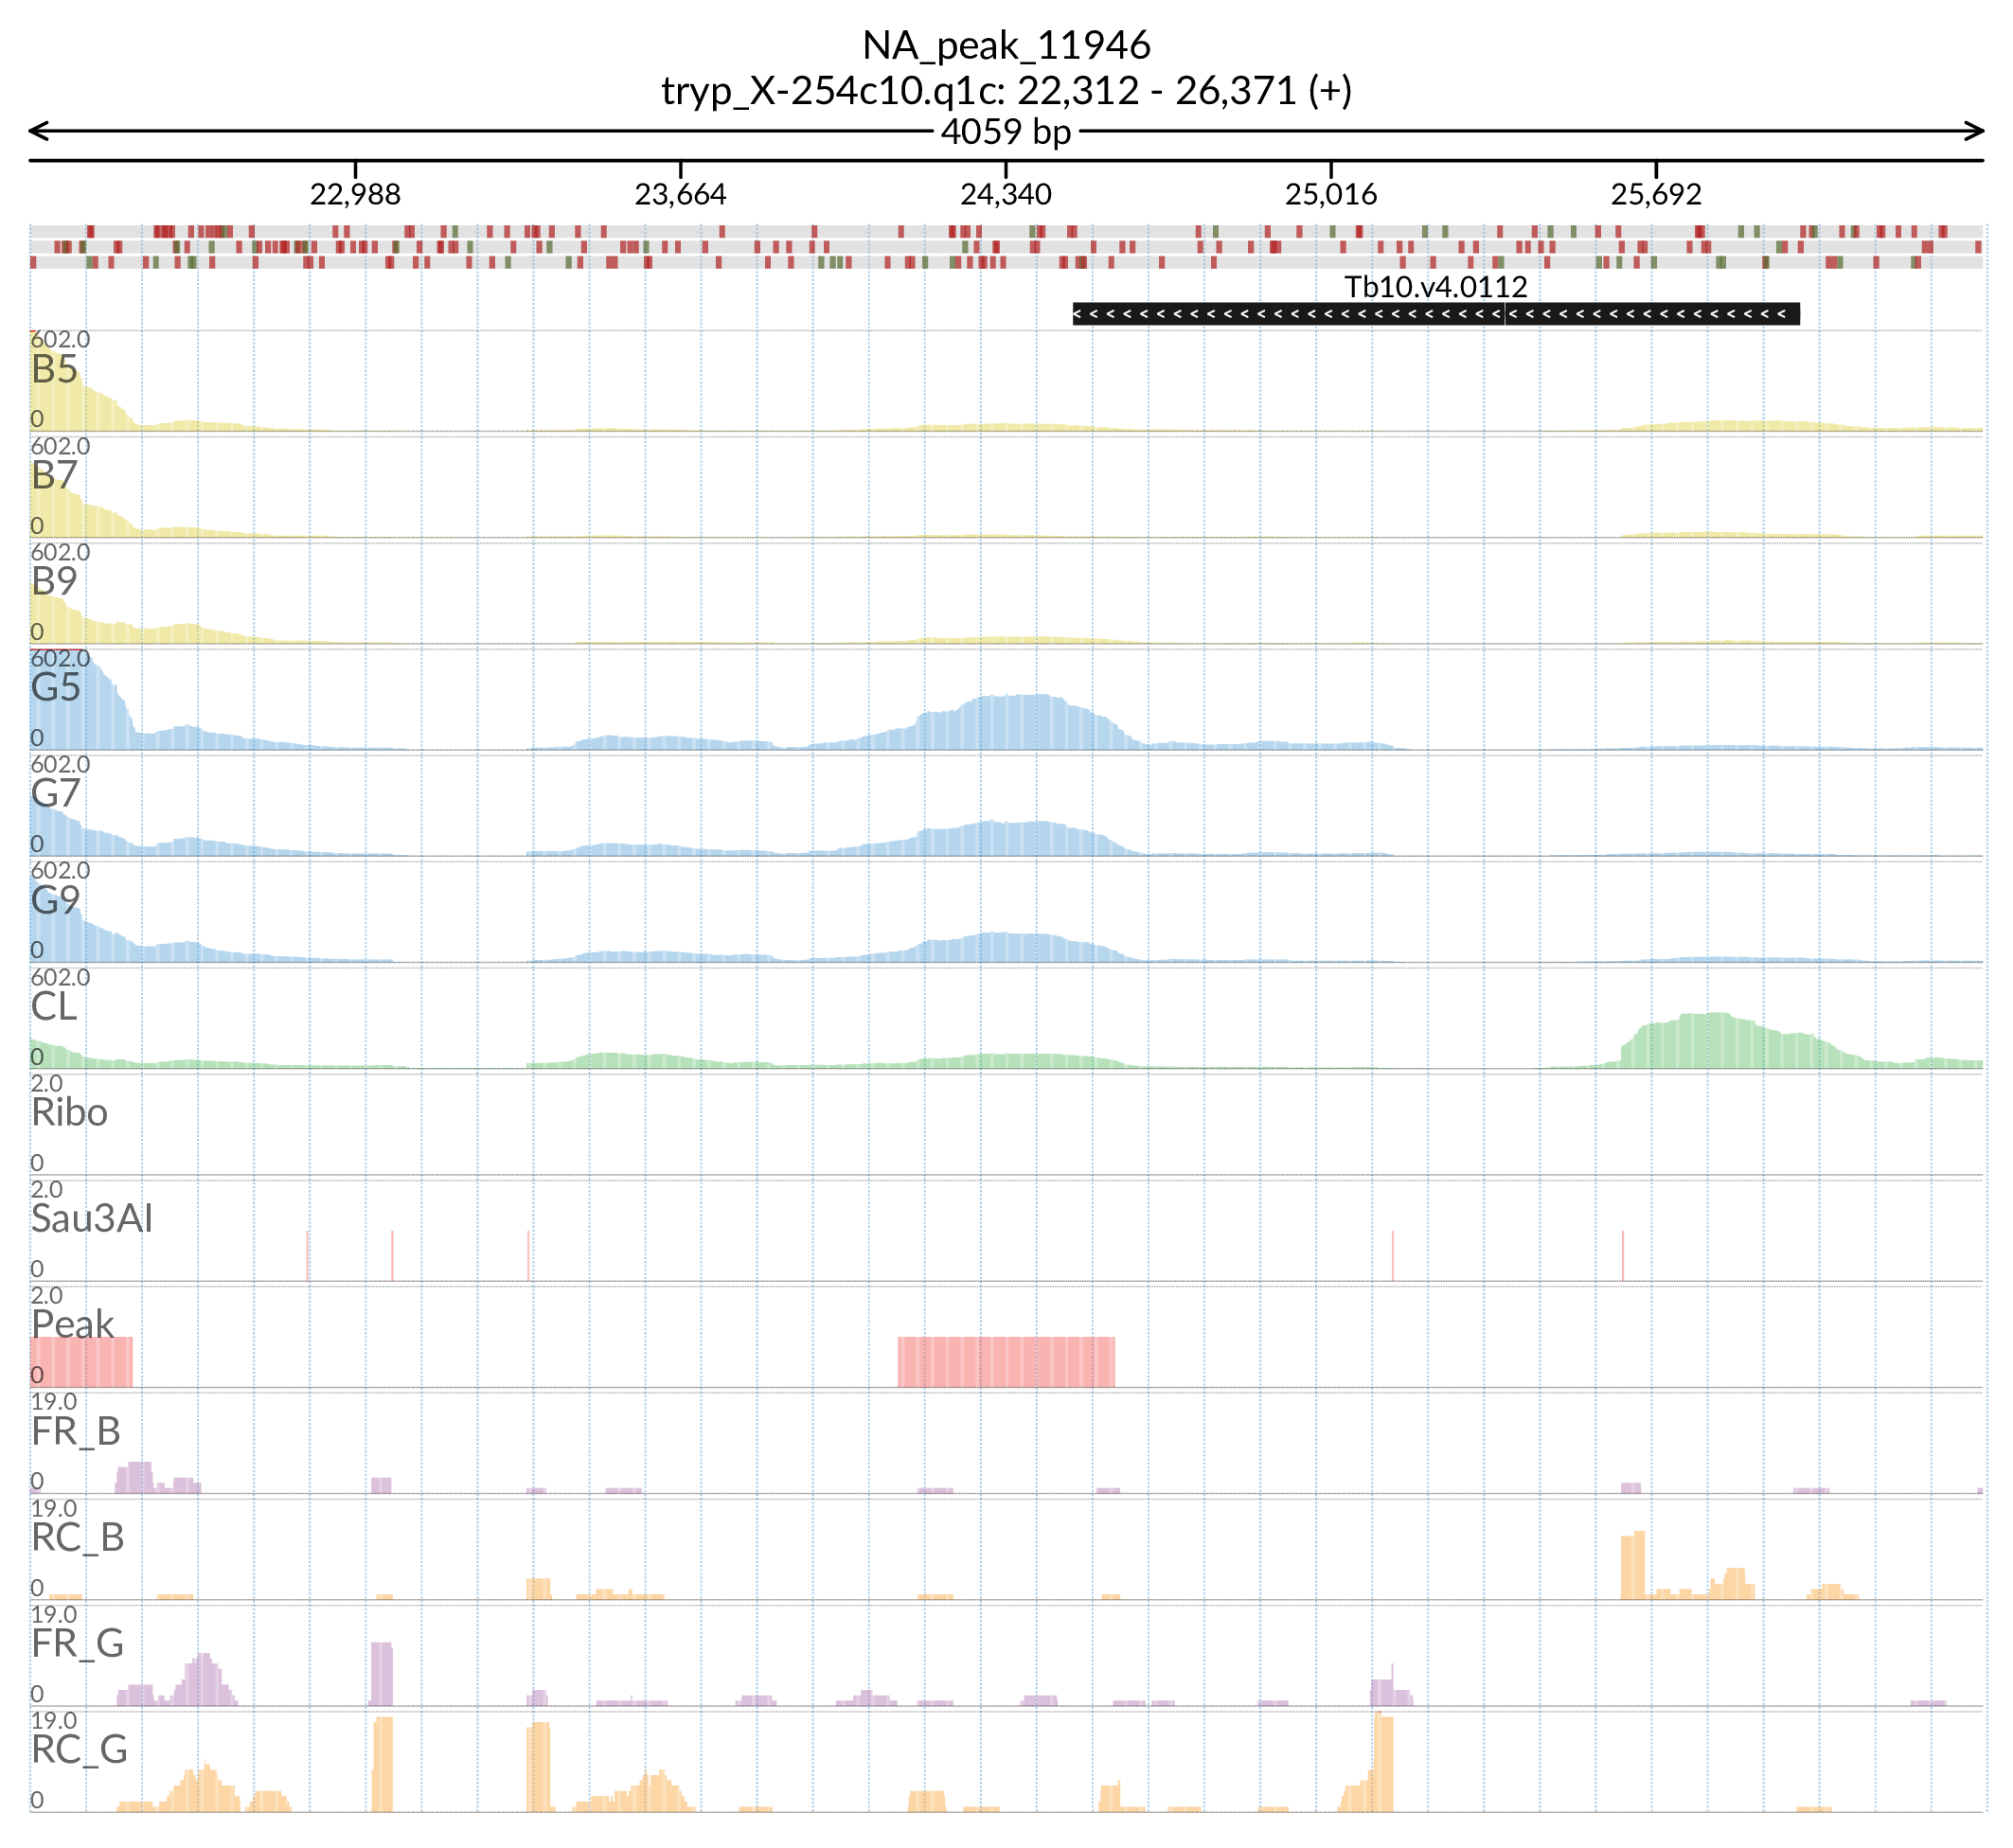 NA_peak_11946
tryp_X-254c10.q1c: 22,312 - 26,371 (+)
4059 bp
22,988 23,664 24,340 25,016 25,692
Tb10.v4.0112
602.0
B5
0
602.0
B7
0
602.0
B9
0
602.0
G5
0
602.0
G7
0
602.0
G9
0
602.0
CL
0
2.0
Ribo
0
2.0
Sau3AI
0
2.0
Peak
0
19.0
FR_B
0
19.0
RC_B
0
19.0
FR_G
0
19.0
RC_G
0